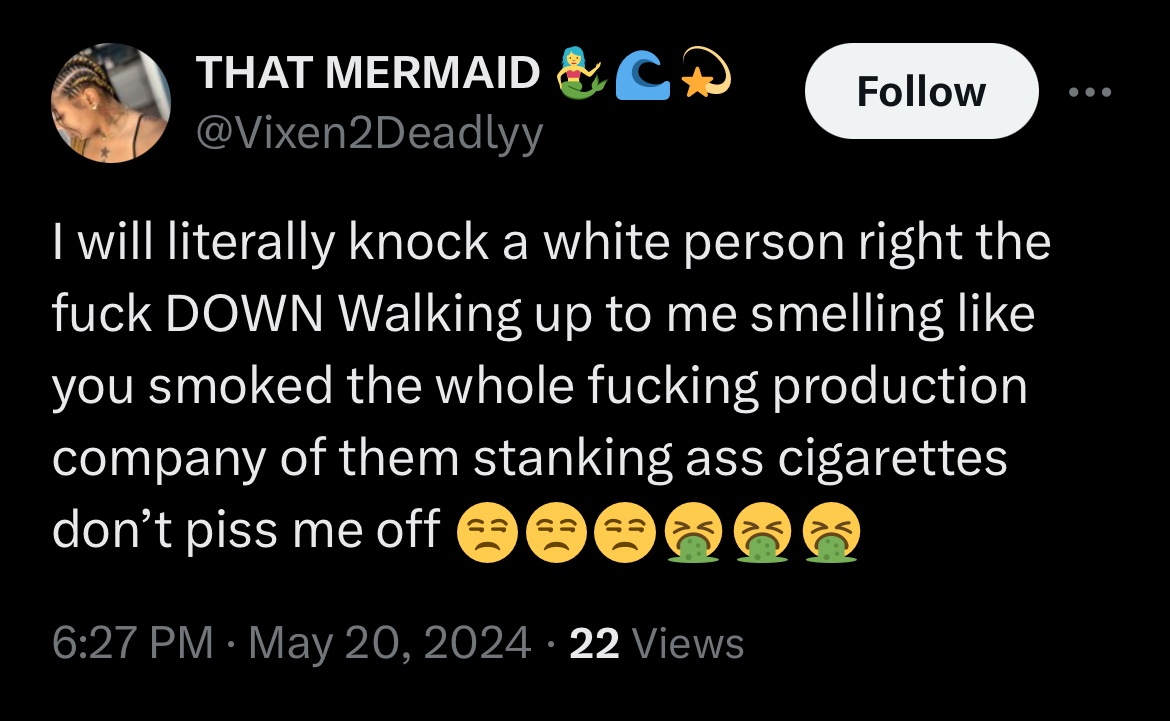 THAT MERMAID 🧜‍♀️🌊💫
Follow
@Vixen2Deadlyy
I will literally knock a white person right the
fuck DOWN Walking up to me smelling like
you smoked the whole fucking production
company of them stanking ass cigarettes
don’t piss me off 😒😒😒🤮🤮🤮
6:27 PM · May 20, 2024 · 22 Views